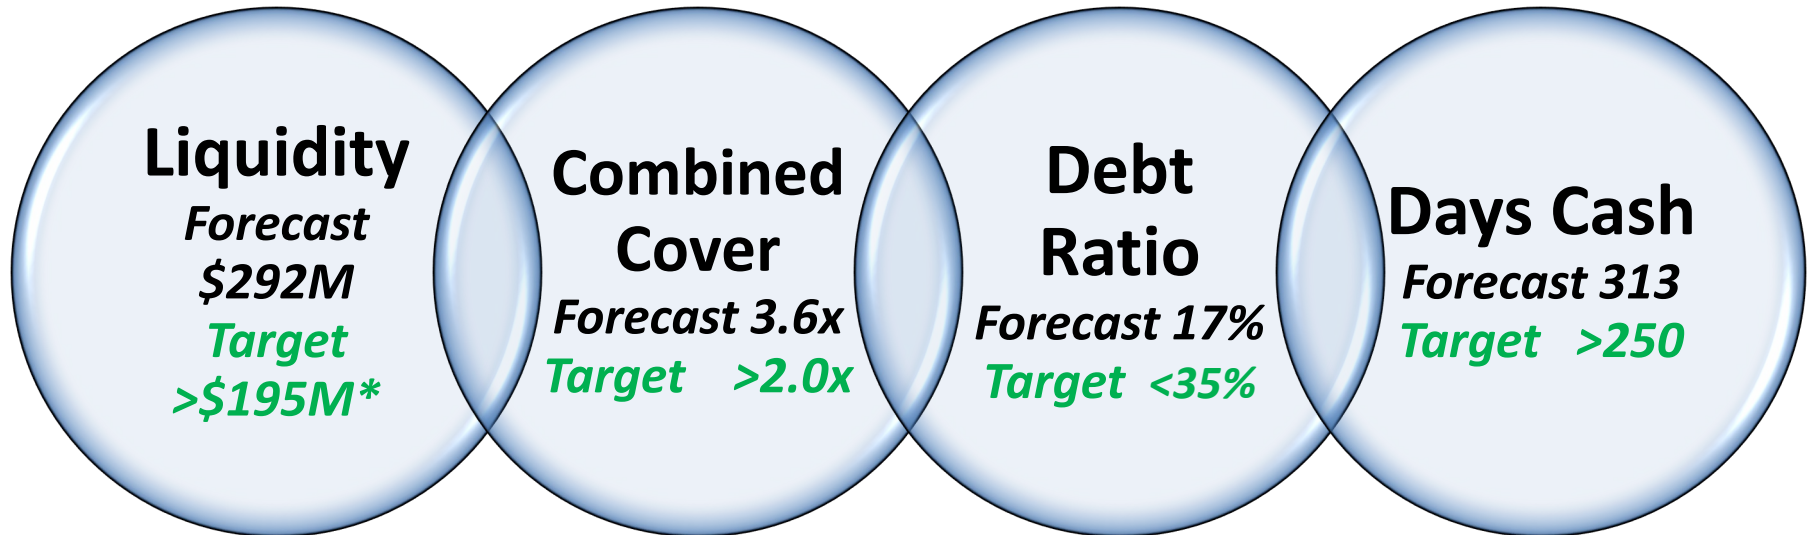 Liquidity
Forecast
$292M
Target
>$195M*
Combined
Cover
Forecast 3.6x
Target >2.0x
Debt
Ratio
Forecast 17%
Target <35%
Days Cash
Forecast 313
Target >250